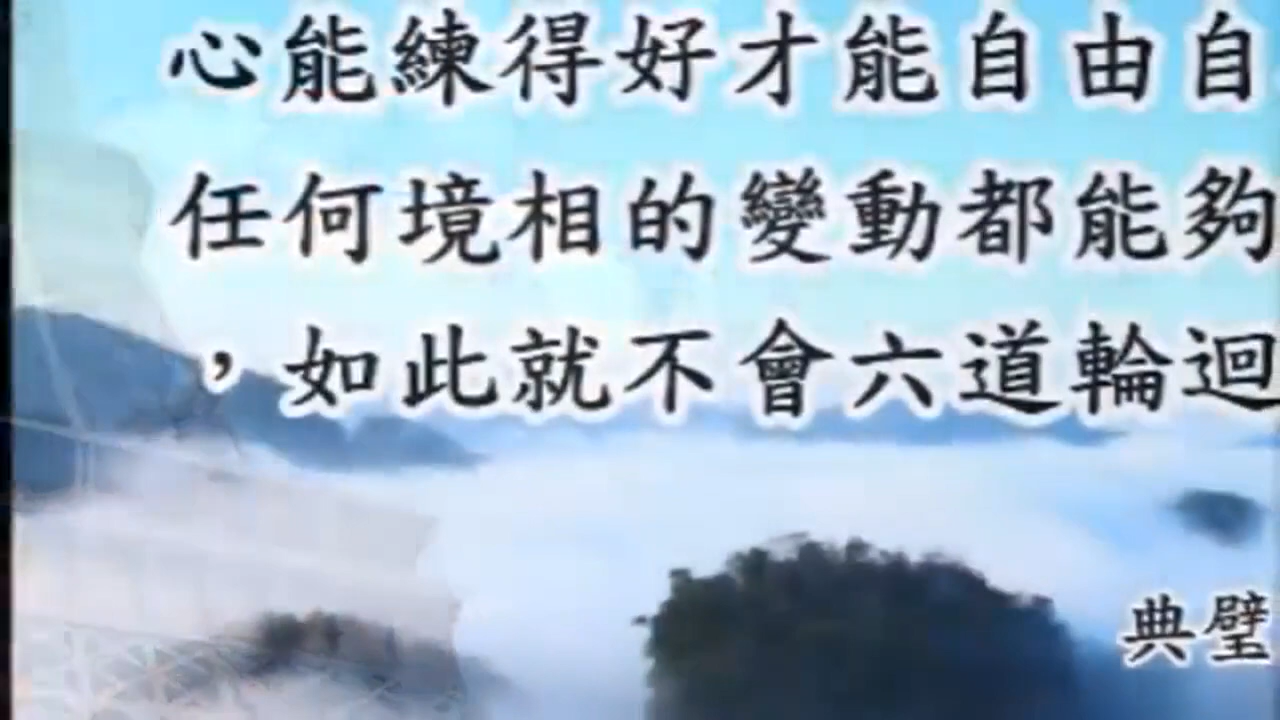 心能練得好才能自由自
任何境相的變動都能夠
，如此就不會六道輪迴
典璧